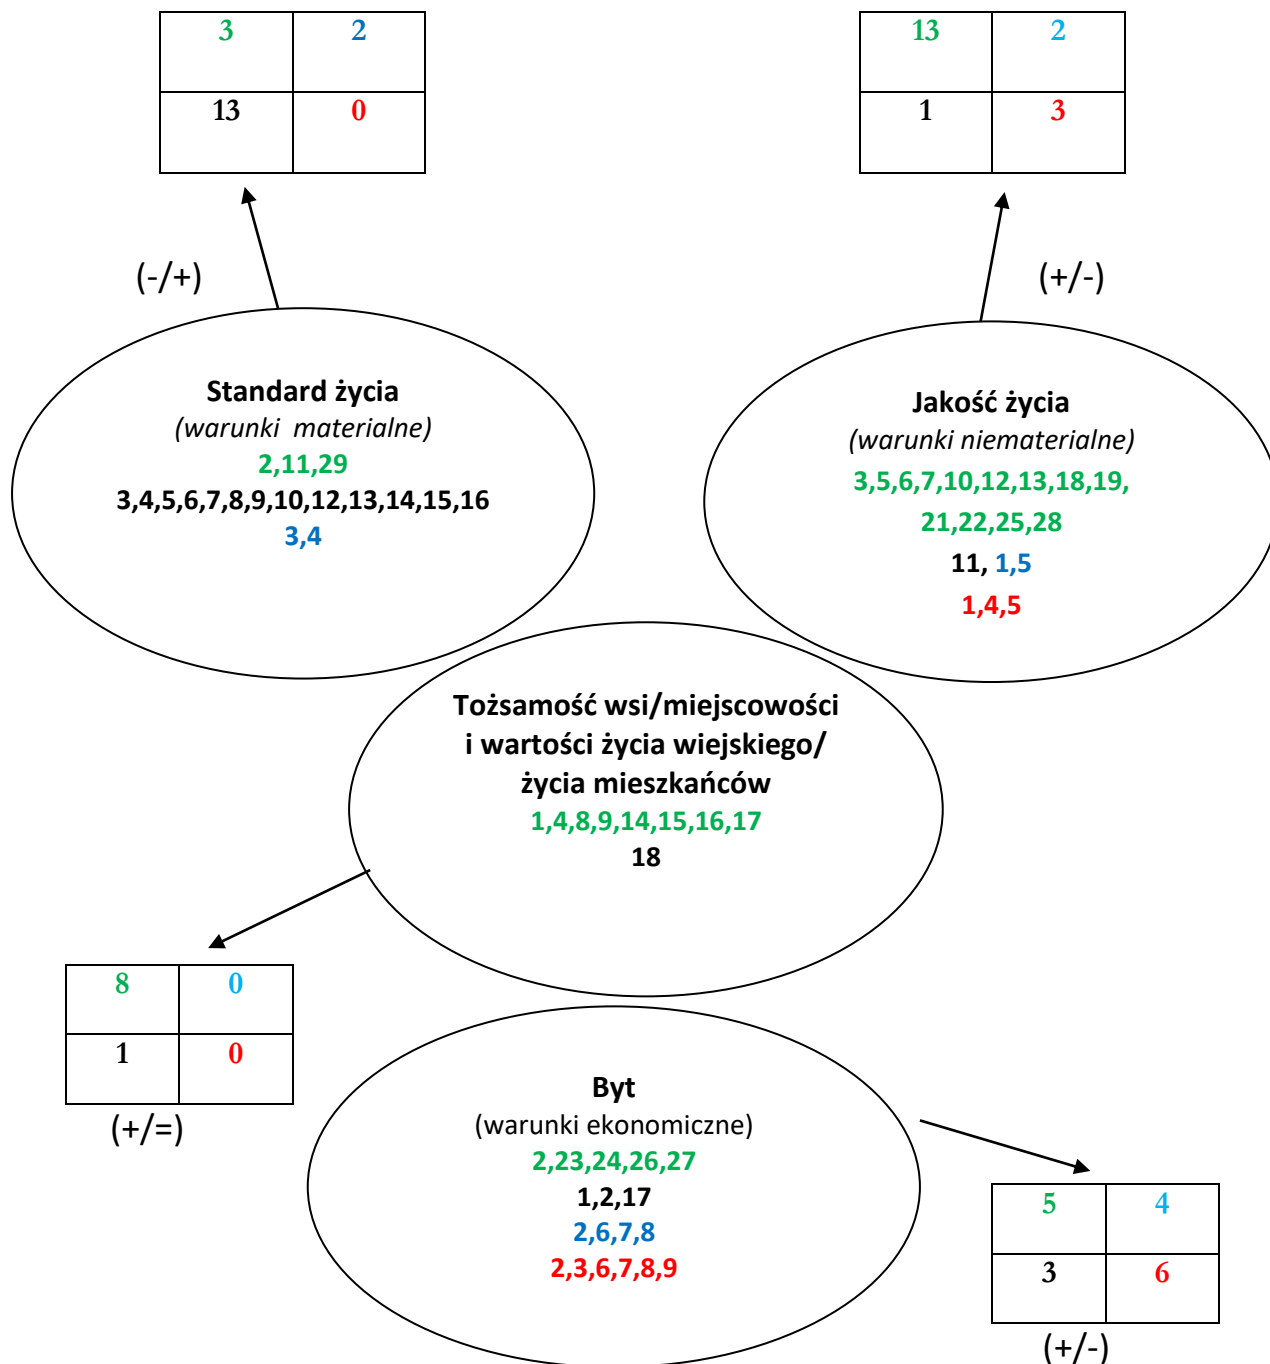 3 2
13 0
13 2
1 3
(-/+)
(+/-)
Standard życia
(warunki materialne)
2,11,29
3,4,5,6,7,8,9,10,12,13,14,15,16
3,4
Jakość życia
(warunki niematerialne)
3,5,6,7,10,12,13,18,19,
21,22,25,28
11, 1,5
1,4,5
Tożsamość wsi/miejscowości
i wartości życia wiejskiego/
życia mieszkańców
1,4,8,9,14,15,16,17
18
8 0
1 0
(+/=)
Byt
(warunki ekonomiczne)
2,23,24,26,27
1,2,17
2,6,7,8
2,3,6,7,8,9
5 4
3 6
(+/-)